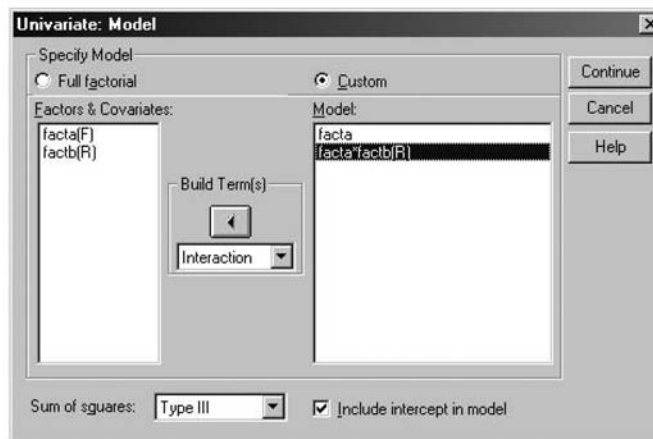 Univariate: Model
Specify Model
Full factorial
Custom
Continue
Cancel
Help
Factors & Covariates:
facta(F)
factb(R)
Build Term(s)
Interaction
Model:
facta
facta*factb(R)
Sum of squares:
Type III
Include intercept in model